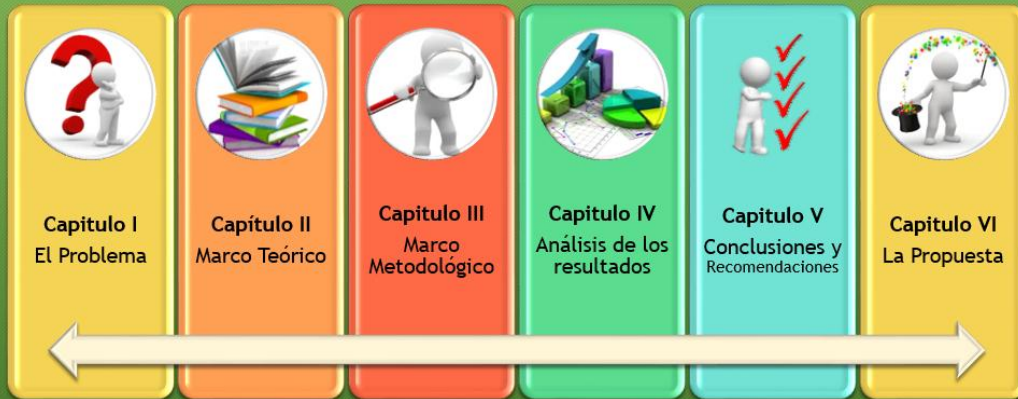 Capitulo I
El Problema
Capítulo II
Marco Teórico
Capitulo III
Marco
Metodológico
Capitulo IV
Análisis de los
resultados
Capitulo V
Conclusiones y
Recomendaciones
Capitulo VI
La Propuesta